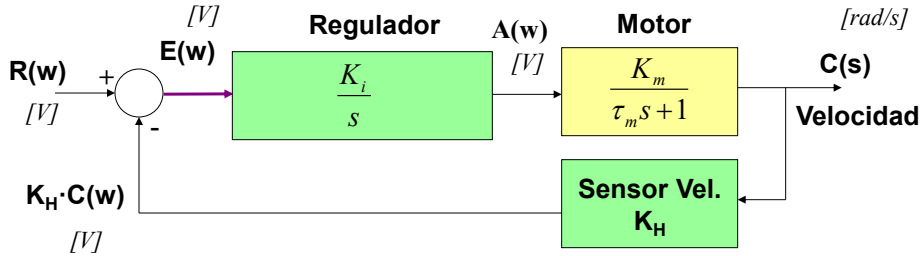 [V]
[rad/s]
Regulador
Motor
E(w)
A(w)
[V]
R(w)
+
[V]
K_i
s
K_m
τ_m s + 1
C(s)
Velocidad
-
K_H·C(w)
[V]
Sensor Vel.
K_H